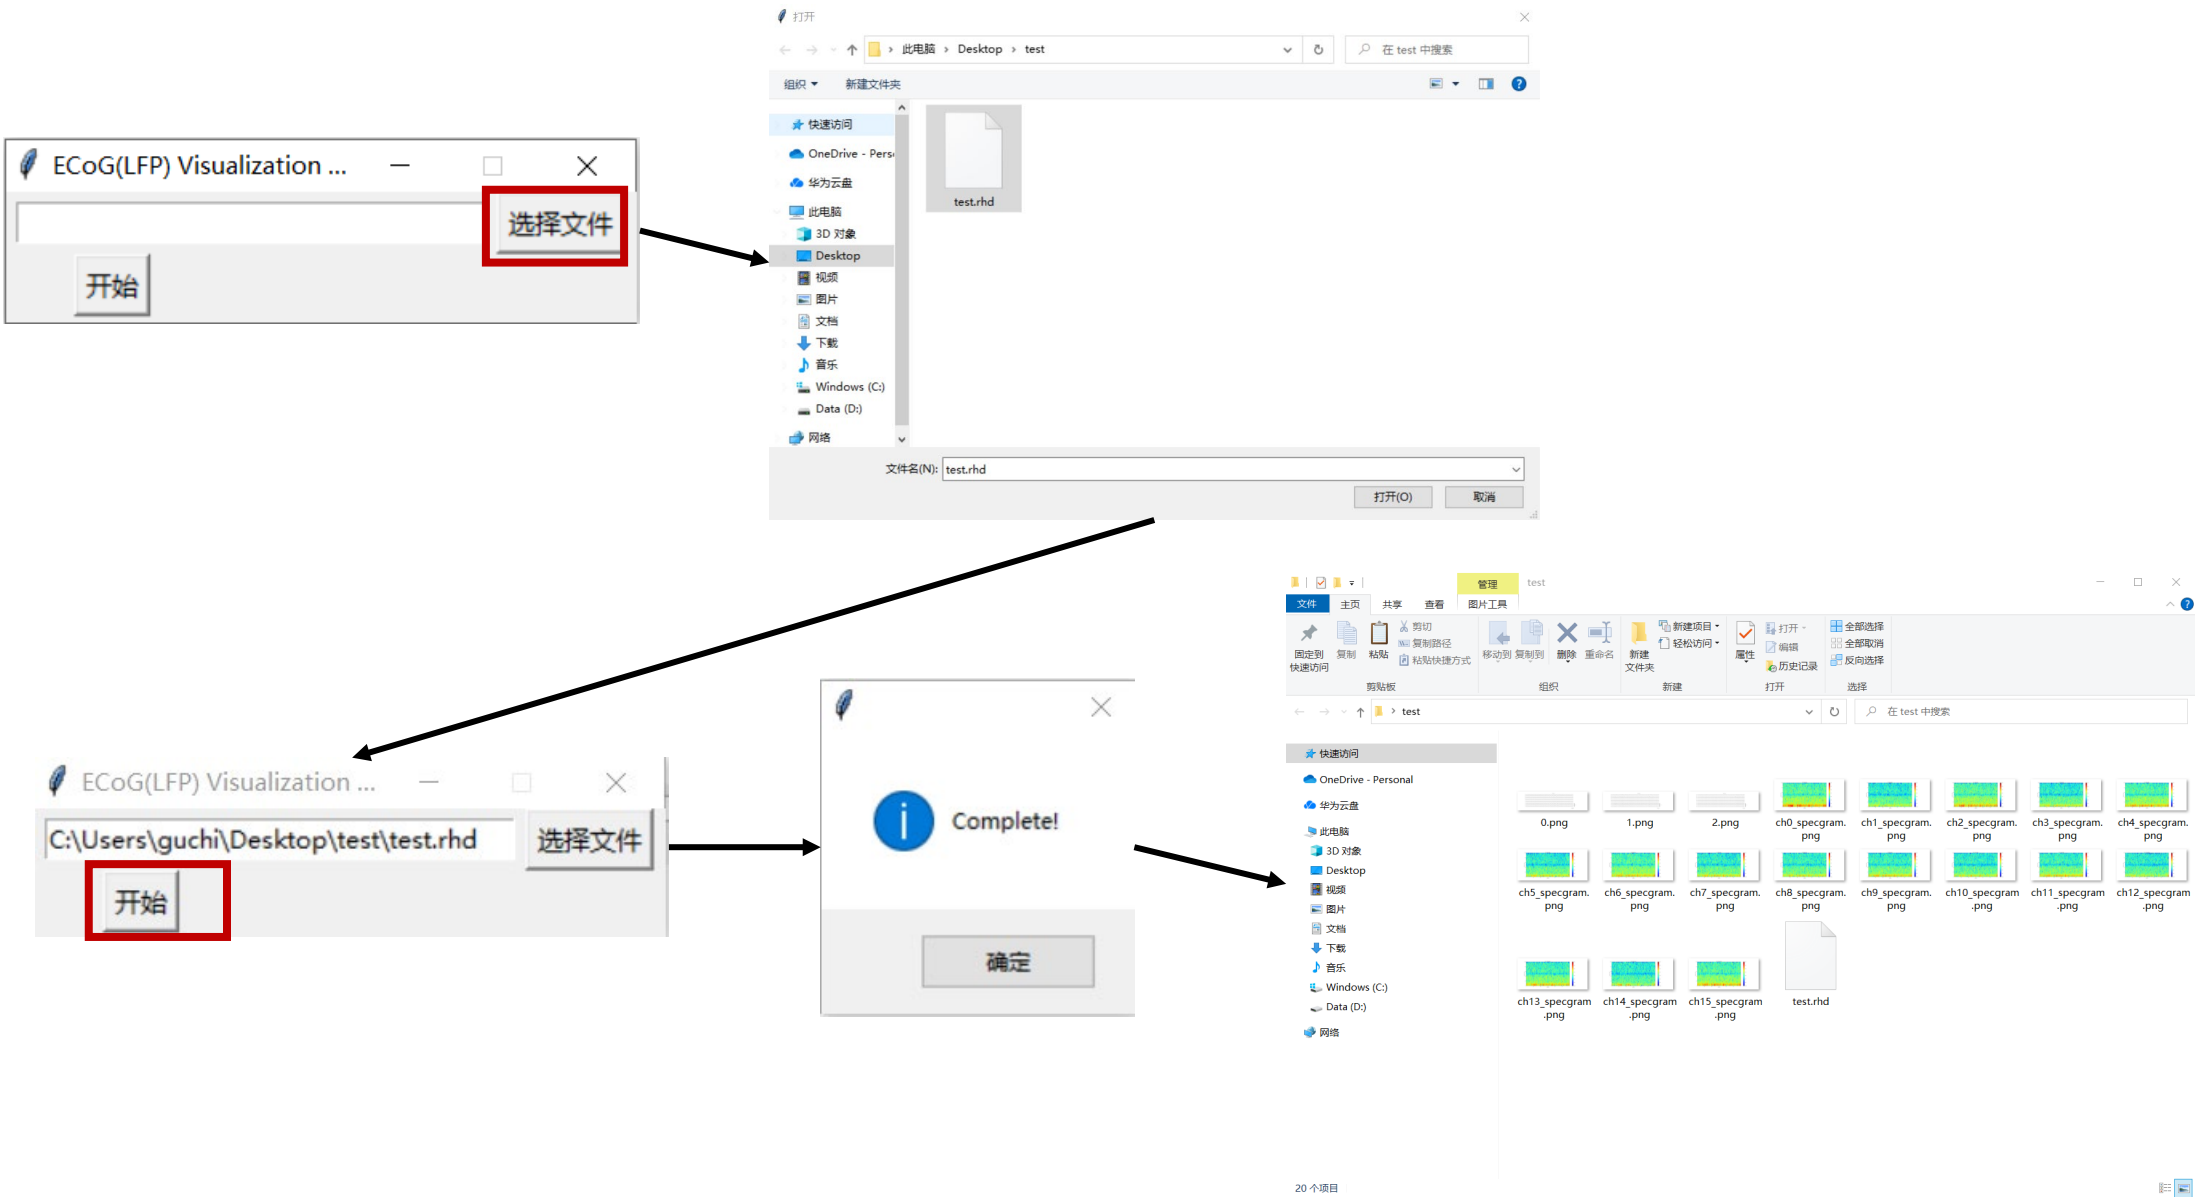 ECoG(LFP) Visualization ...
选择文件
开始
打开
此电脑 › Desktop › test
在 test 中搜索
组织
新建文件夹
快速访问
OneDrive - Pers
华为云盘
此电脑
3D 对象
Desktop
视频
图片
文档
下载
音乐
Windows (C:)
Data (D:)
网络
test.rhd
文件名(N): test.rhd
打开(O) 取消
ECoG(LFP) Visualization ...
C:\Users\guchi\Desktop\test\test.rhd 选择文件
开始
Complete!
确定
管理 test
文件 主页 共享 查看 图片工具
固定到
快速访问
复制
粘贴
剪切
复制路径
粘贴快捷方式
剪贴板
移动到 复制到 删除 重命名
组织
新建
文件夹
新建项目
轻松访问
新建
属性
打开
编辑
历史记录
打开
全部选择
全部取消
反向选择
选择
› test
在 test 中搜索
快速访问
OneDrive - Personal
华为云盘
此电脑
3D 对象
Desktop
视频
图片
文档
下载
音乐
Windows (C:)
Data (D:)
网络
0.png 1.png 2.png ch0_specgram. ch1_specgram. ch2_specgram. ch3_specgram. ch4_specgram.
png png png png png
ch5_specgram. ch6_specgram. ch7_specgram. ch8_specgram. ch9_specgram. ch10_specgram ch11_specgram ch12_specgram
png png png png png .png .png .png
ch13_specgram ch14_specgram ch15_specgram test.rhd
.png .png .png
20 个项目